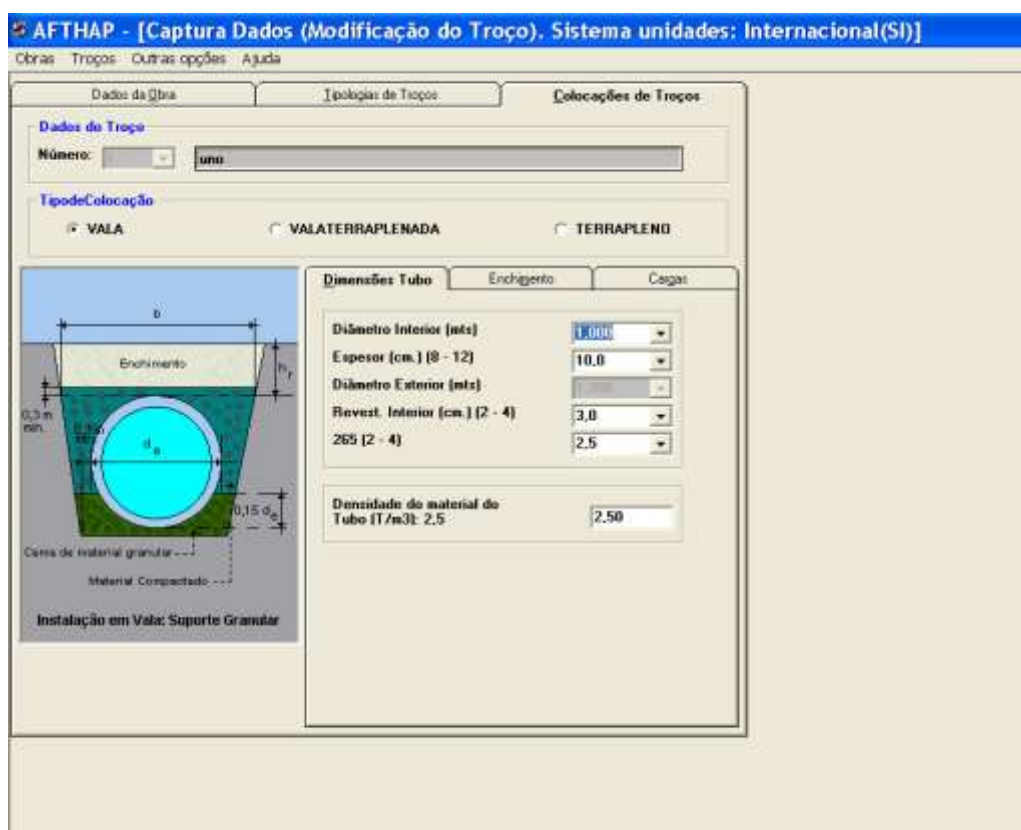 AFTHAP - [Captura Dados (Modificação do Troço). Sistema unidades: Internacional(SI)]
Obras Troços Outras opções Ajuda
Dados da Obra Tipologias de Troços Colocações de Troços
Dados do Troço
Número: uno
TipodeColocação
VALA VALATERRAPLENADA TERRAPLENO
Dimensões Tubo Enchimento Cargas
b
Enchimento
hr
0,3 m
min.
de
0,15 de
Cama de material granular
Material Compactado
Instalação em Vala: Suporte Granular
Diâmetro Interior (mts) 1,000
Espesor (cm.) (8 - 12) 10,0
Diâmetro Exterior (mts)
Revest. Interior (cm.) (2 - 4) 3,0
265 (2 - 4) 2,5
Densidade do material do
Tubo (T/m3): 2,5 2,50